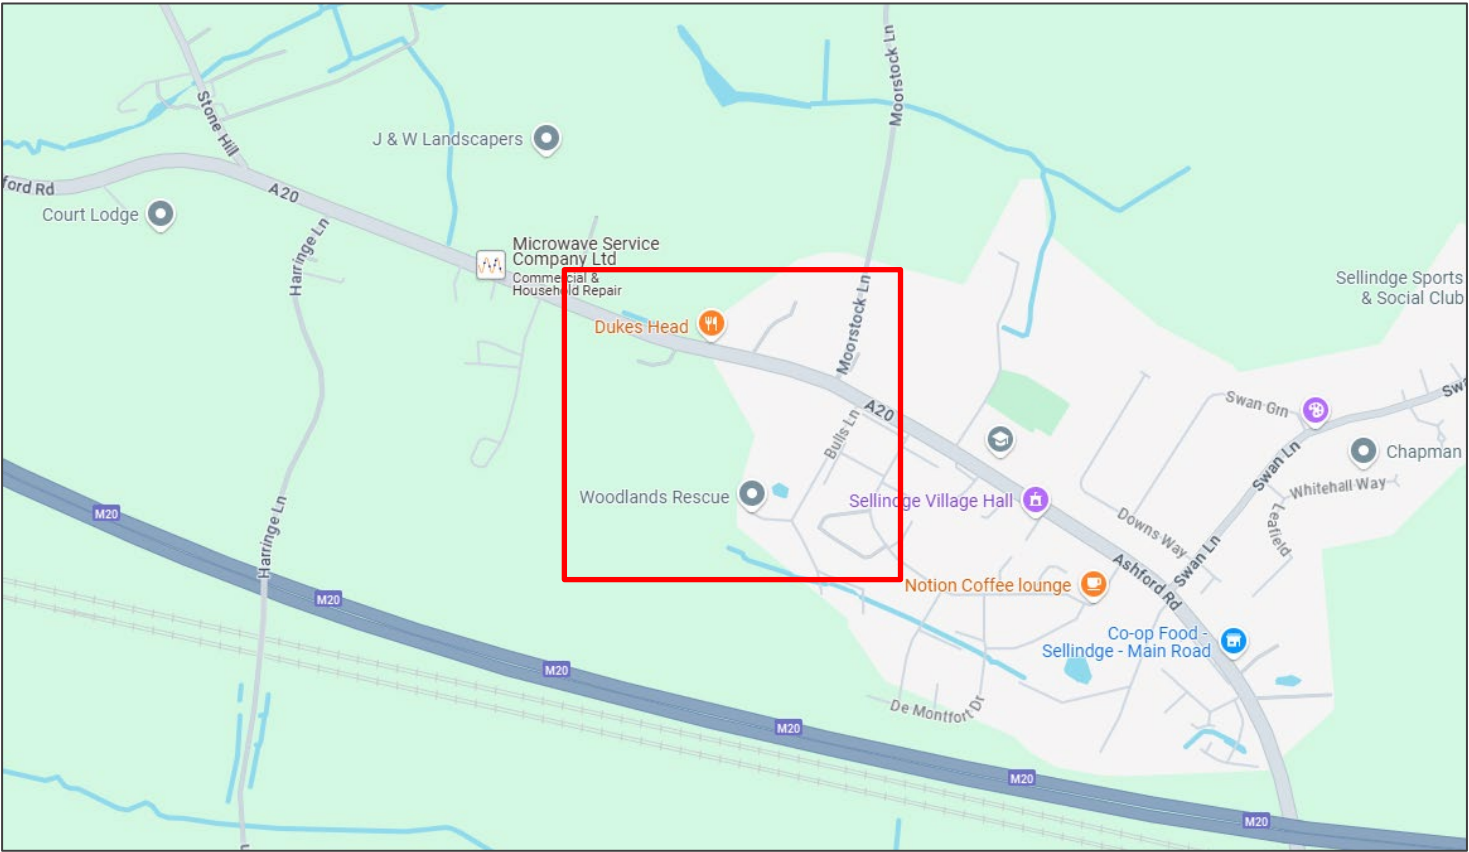 Moorstock Ln
Stone Hill
J & W Landscapers
ford Rd
A20
Court Lodge
Harringe Ln
Microwave Service
Company Ltd
Commercial &
Household Repair
Sellindge Sports
& Social Club
Dukes Head
Moorstock Ln
Swan Grn
Swa
A20
Bulls Ln
Chapman
Swan Ln
Whitehall Way
Leafield
Woodlands Rescue
Sellindge Village Hall
M20
Harringe Ln
Downs Way
Swan Ln
Ashford Rd
Notion Coffee lounge
M20
Co-op Food -
Sellindge - Main Road
M20
De Montfort Dr
M20
M20
M20